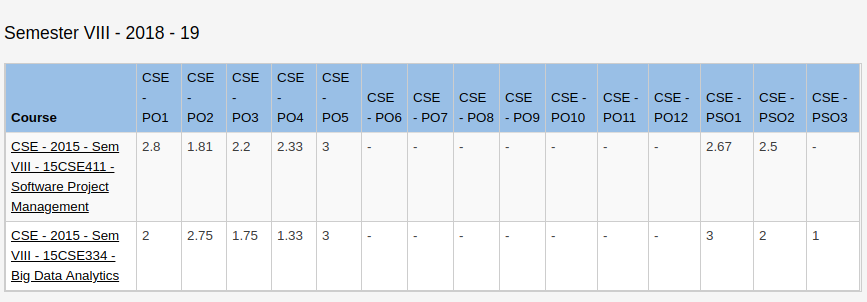 Semester VIII - 2018 - 19
Course CSE - PO1 CSE - PO2 CSE - PO3 CSE - PO4 CSE - PO5 CSE - PO6 CSE - PO7 CSE - PO8 CSE - PO9 CSE - PO10 CSE - PO11 CSE - PO12 CSE - PSO1 CSE - PSO2 CSE - PSO3
CSE - 2015 - Sem 2.8 1.81 2.2 2.33 3 - - - - - - - 2.67 2.5 -
VIII - 15CSE411 -
Software Project
Management
CSE - 2015 - Sem 2 2.75 1.75 1.33 3 - - - - - - - 3 2 1
VIII - 15CSE334 -
Big Data Analytics